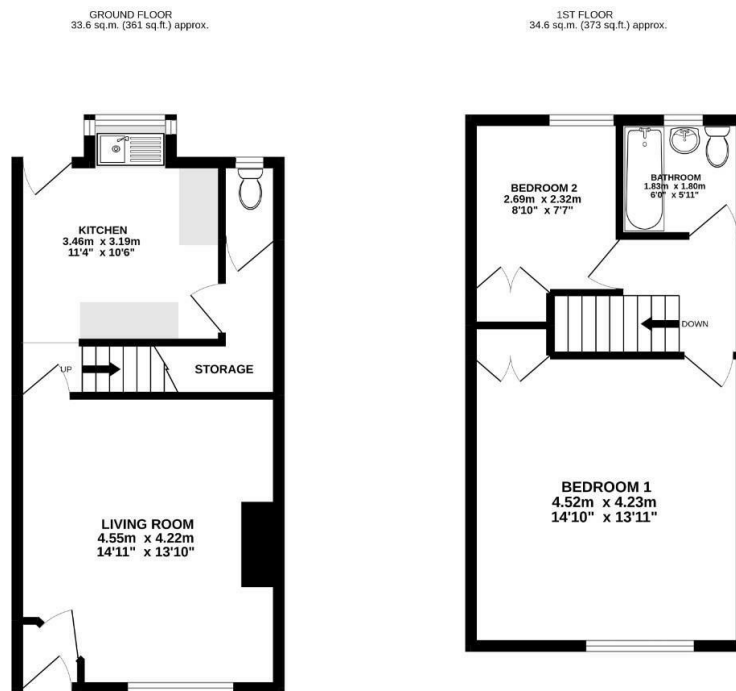 GROUND FLOOR
33.6 sq.m. (361 sq.ft.) approx.
KITCHEN
3.46m x 3.19m
11'4" x 10'6"
UP
STORAGE
LIVING ROOM
4.55m x 4.22m
14'11" x 13'10"
1ST FLOOR
34.6 sq.m. (373 sq.ft.) approx.
BEDROOM 2
2.69m x 2.32m
8'10" x 7'7"
BATHROOM
1.83m x 1.80m
6'0" x 5'11"
DOWN
BEDROOM 1
4.52m x 4.23m
14'10" x 13'11"